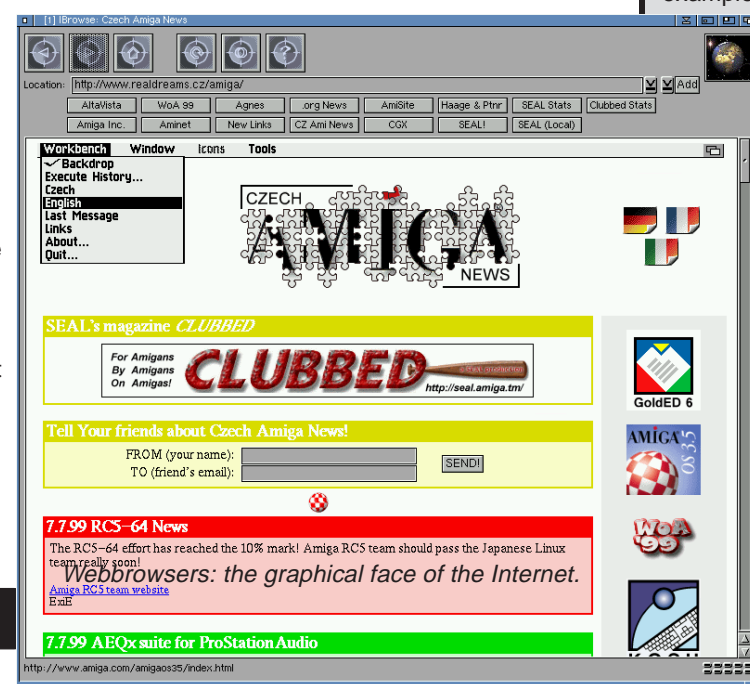 example
[1] IBrowse: Czech Amiga News
Location: http://www.realdreams.cz/amiga/ Add
AltaVista WoA 99 Agnes .org News AmiSite Haage & Ptnr SEAL Stats Clubbed Stats
Amiga Inc. Aminet New Links CZ Ami News CGX SEAL! SEAL (Local)
Workbench Window Icons Tools
Backdrop
Execute History...
Czech
English
Last Message
Links
About...
Quit...
CZECH
AMIGA
NEWS
SEAL's magazine CLUBBED
For Amigans
By Amigans
On Amigas!
CLUBBED
http://seal.amiga.tm/
GoldED 6
Tell Your friends about Czech Amiga News!
FROM (your name):
TO (friend's email):
SEND!
AMIGA
OS 3.5
WoA
'99
7.7.99 RC5-64 News
The RC5-64 effort has reached the 10% mark! Amiga RC5 team should pass the Japanese Linux
team really soon!
Webbrowsers: the graphical face of the Internet.
Amiga RC5 team website
ExiE
7.7.99 AEQx suite for ProStationAudio
http://www.amiga.com/amigaos35/index.html